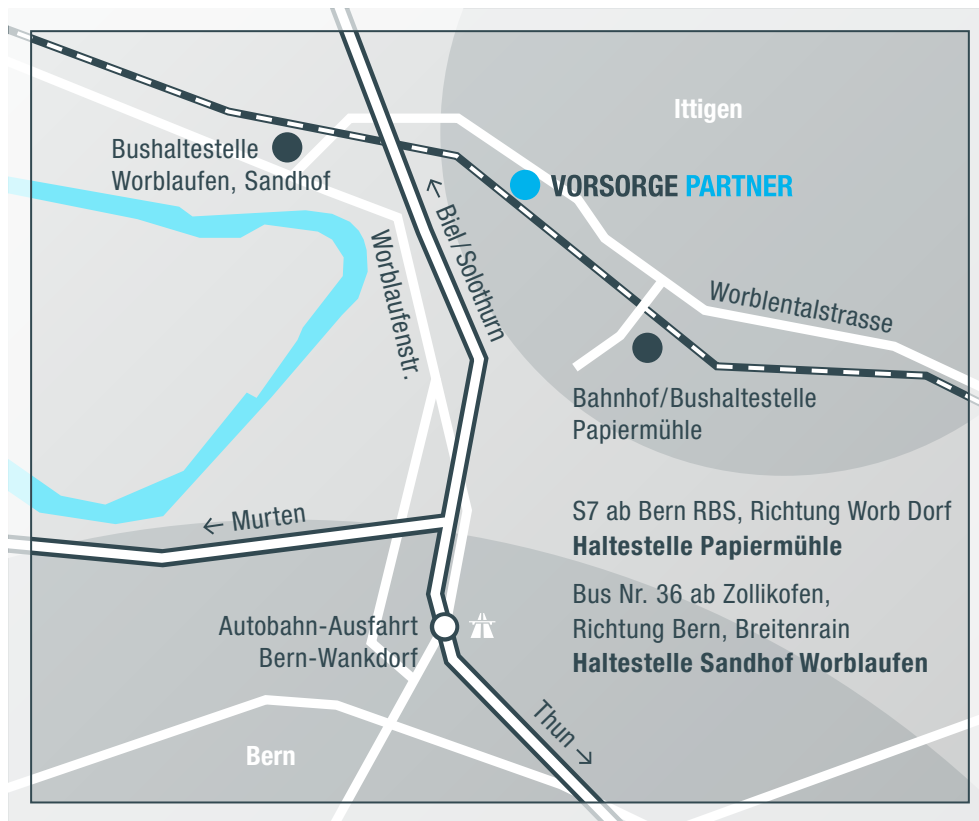 Ittigen
Bushaltestelle
Worblaufen, Sandhof
VORSORGE PARTNER
← Biel/Solothurn
Worblaufenstr.
Worblentalstrasse
Bahnhof/Bushaltestelle
Papiermühle
← Murten
S7 ab Bern RBS, Richtung Worb Dorf
Haltestelle Papiermühle
Bus Nr. 36 ab Zollikofen,
Richtung Bern, Breitenrain
Haltestelle Sandhof Worblaufen
Autobahn-Ausfahrt
Bern-Wankdorf
Thun →
Bern